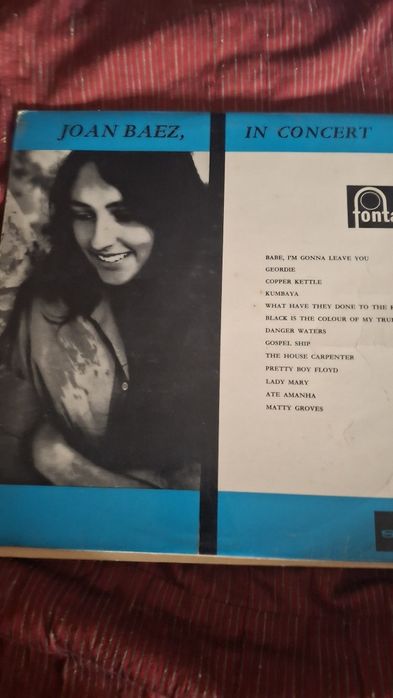 JOAN BAEZ, IN CONCERT
BABE, I'M GONNA LEAVE YOU
GEORDIE
COPPER KETTLE
KUMBAYA
WHAT HAVE THEY DONE TO THE
BLACK IS THE COLOUR OF MY TRUE
DANGER WATERS
GOSPEL SHIP
THE HOUSE CARPENTER
PRETTY BOY FLOYD
LADY MARY
ATE AMANHA
MATTY GROVES